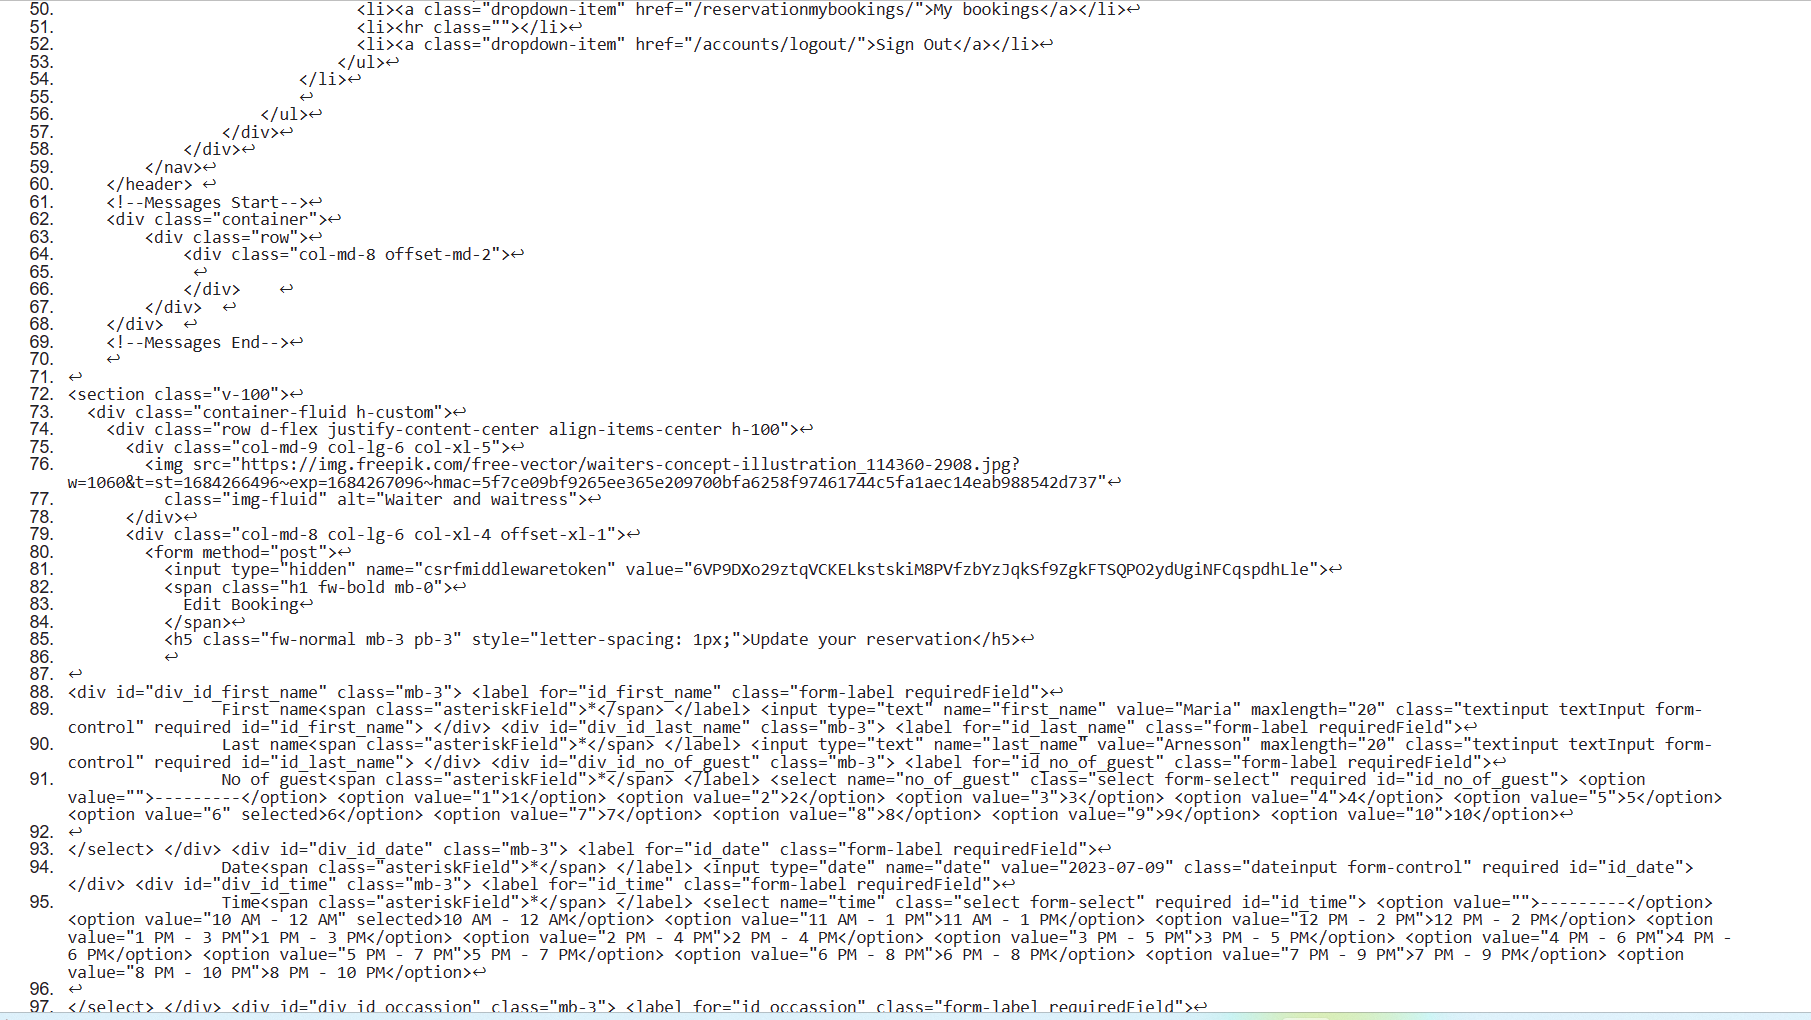 50. <li><a class="dropdown-item" href="/reservationmybookings/">My bookings</a></li>↩
51. <li><hr class=""></li>↩
52. <li><a class="dropdown-item" href="/accounts/logout/">Sign Out</a></li>↩
53. </ul>↩
54. </li>↩
55. ↩
56. </ul>↩
57. </div>↩
58. </div>↩
59. </nav>↩
60. </header> ↩
61. <!--Messages Start-->↩
62. <div class="container">↩
63. <div class="row">↩
64. <div class="col-md-8 offset-md-2">↩
65. ↩
66. </div> ↩
67. </div> ↩
68. </div> ↩
69. <!--Messages End-->↩
70. ↩
71. ↩
72. <section class="v-100">↩
73. <div class="container-fluid h-custom">↩
74. <div class="row d-flex justify-content-center align-items-center h-100">↩
75. <div class="col-md-9 col-lg-6 col-xl-5">↩
76. <img src="https://img.freepik.com/free-vector/waiters-concept-illustration_114360-2908.jpg?
w=1060&t=st=1684266496~exp=1684267096~hmac=5f7ce09bf9265ee365e209700bfa6258f97461744c5fa1aec14eab988542d737"↩
77. class="img-fluid" alt="Waiter and waitress">↩
78. </div>↩
79. <div class="col-md-8 col-lg-6 col-xl-4 offset-xl-1">↩
80. <form method="post">↩
81. <input type="hidden" name="csrfmiddlewaretoken" value="6VP9DXo29ztqVCKELkstskiM8PVfzbYzJqkSf9ZgkFTSQPO2ydUgiNFCqspdhLle">↩
82. <span class="h1 fw-bold mb-0">↩
83. Edit Booking↩
84. </span>↩
85. <h5 class="fw-normal mb-3 pb-3" style="letter-spacing: 1px;">Update your reservation</h5>↩
86. ↩
87. ↩
88. <div id="div_id_first_name" class="mb-3"> <label for="id_first_name" class="form-label requiredField">↩
89. First name<span class="asteriskField">*</span> </label> <input type="text" name="first_name" value="Maria" maxlength="20" class="textinput textInput form-
control" required id="id_first_name"> </div> <div id="div_id_last_name" class="mb-3"> <label for="id_last_name" class="form-label requiredField">↩
90. Last name<span class="asteriskField">*</span> </label> <input type="text" name="last_name" value="Arnesson" maxlength="20" class="textinput textInput form-
control" required id="id_last_name"> </div> <div id="div_id_no_of_guest" class="mb-3"> <label for="id_no_of_guest" class="form-label requiredField">↩
91. No of guest<span class="asteriskField">*</span> </label> <select name="no_of_guest" class="select form-select" required id="id_no_of_guest"> <option
value="">---------</option> <option value="1">1</option> <option value="2">2</option> <option value="3">3</option> <option value="4">4</option> <option value="5">5</option>
<option value="6" selected>6</option> <option value="7">7</option> <option value="8">8</option> <option value="9">9</option> <option value="10">10</option>↩
92. ↩
93. </select> </div> <div id="div_id_date" class="mb-3"> <label for="id_date" class="form-label requiredField">↩
94. Date<span class="asteriskField">*</span> </label> <input type="date" name="date" value="2023-07-09" class="dateinput form-control" required id="id_date">
</div> <div id="div_id_time" class="mb-3"> <label for="id_time" class="form-label requiredField">↩
95. Time<span class="asteriskField">*</span> </label> <select name="time" class="select form-select" required id="id_time"> <option value="">---------</option>
<option value="10 AM - 12 AM" selected>10 AM - 12 AM</option> <option value="11 AM - 1 PM">11 AM - 1 PM</option> <option value="12 PM - 2 PM">12 PM - 2 PM</option> <option
value="1 PM - 3 PM">1 PM - 3 PM</option> <option value="2 PM - 4 PM">2 PM - 4 PM</option> <option value="3 PM - 5 PM">3 PM - 5 PM</option> <option value="4 PM - 6 PM">4 PM -
6 PM</option> <option value="5 PM - 7 PM">5 PM - 7 PM</option> <option value="6 PM - 8 PM">6 PM - 8 PM</option> <option value="7 PM - 9 PM">7 PM - 9 PM</option> <option
value="8 PM - 10 PM">8 PM - 10 PM</option>↩
96. ↩
97. </select> </div> <div id="div_id_occassion" class="mb-3"> <label for="id_occassion" class="form-label requiredField">↩